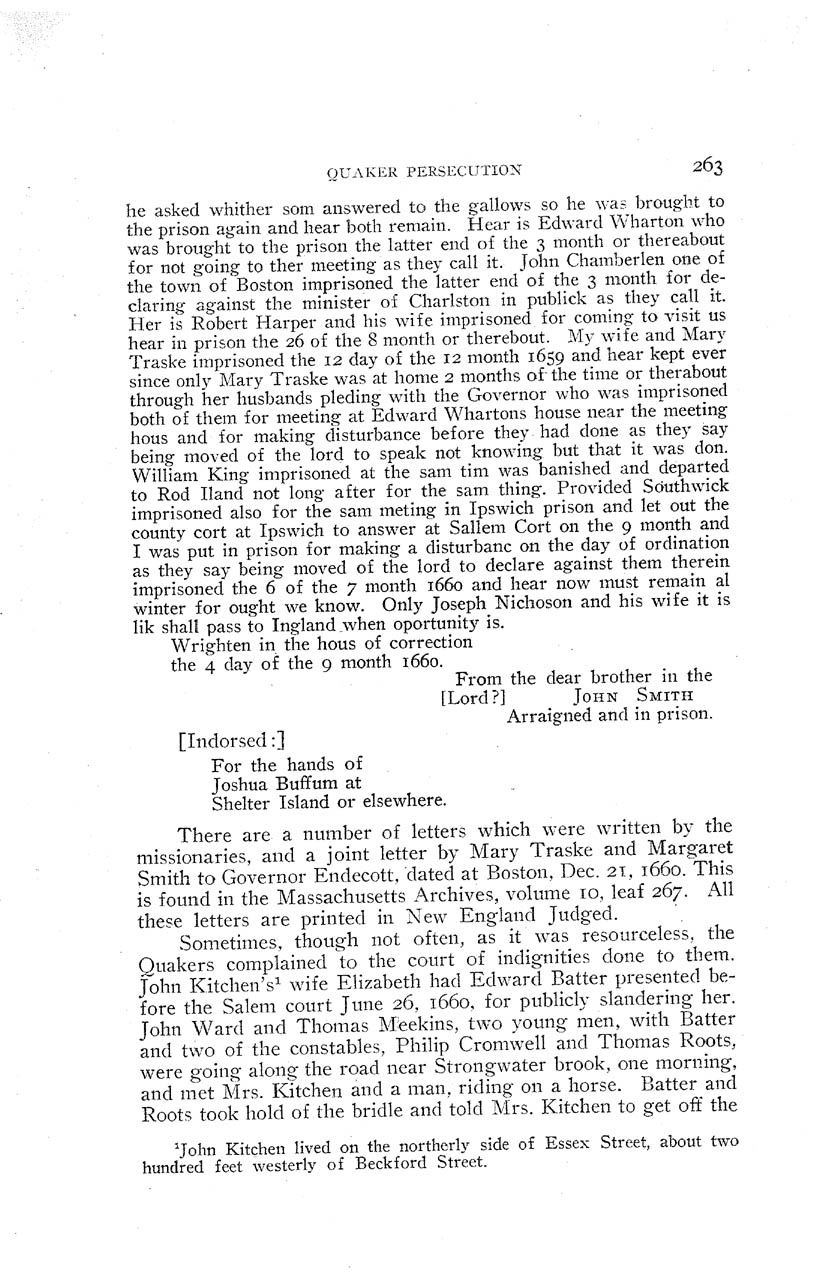 QUAKER PERSECUTION 263
he asked whither som answered to the gallows so he was brought to
the prison again and hear both remain. Hear is Edward Wharton who
was brought to the prison the latter end of the 3 month or thereabout
for not going to ther meeting as they call it. John Chamberlen one of
the town of Boston imprisoned the latter end of the 3 month for de-
claring against the minister of Charlston in publick as they call it.
Her is Robert Harper and his wife imprisoned for coming to visit us
hear in prison the 26 of the 8 month or therebout. My wife and Mary
Traske imprisoned the 12 day of the 12 month 1659 and hear kept ever
since only Mary Traske was at home 2 months of the time or therabout
through her husbands pleding with the Governor who was imprisoned
both of them for meeting at Edward Whartons house near the meeting
hous and for making disturbance before they had done as they say
being moved of the lord to speak not knowing but that it was don.
William King imprisoned at the sam tim was banished and departed
to Rod Iland not long after for the sam thing. Provided Southwick
imprisoned also for the sam meting in Ipswich prison and let out the
county cort at Ipswich to answer at Sallem Cort on the 9 month and
I was put in prison for making a disturbanc on the day of ordination
as they say being moved of the lord to declare against them therein
imprisoned the 6 of the 7 month 1660 and hear now must remain al
winter for ought we know. Only Joseph Nichoson and his wife it is
lik shall pass to Ingland when oportunity is.
Wrighten in the hous of correction
the 4 day of the 9 month 1660.
From the dear brother in the
[Lord?] JOHN SMITH
Arraigned and in prison.
[Indorsed:]
For the hands of
Joshua Buffum at
Shelter Island or elsewhere.
There are a number of letters which were written by the
missionaries, and a joint letter by Mary Traske and Margaret
Smith to Governor Endecott, dated at Boston, Dec. 21, 1660. This
is found in the Massachusetts Archives, volume 10, leaf 267. All
these letters are printed in New England Judged.
Sometimes, though not often, as it was resourceless, the
Quakers complained to the court of indignities done to them.
John Kitchen's¹ wife Elizabeth had Edward Batter presented be-
fore the Salem court June 26, 1660, for publicly slandering her.
John Ward and Thomas Meekins, two young men, with Batter
and two of the constables, Philip Cromwell and Thomas Roots,
were going along the road near Strongwater brook, one morning,
and met Mrs. Kitchen and a man, riding on a horse. Batter and
Roots took hold of the bridle and told Mrs. Kitchen to get off the
¹John Kitchen lived on the northerly side of Essex Street, about two
hundred feet westerly of Beckford Street.